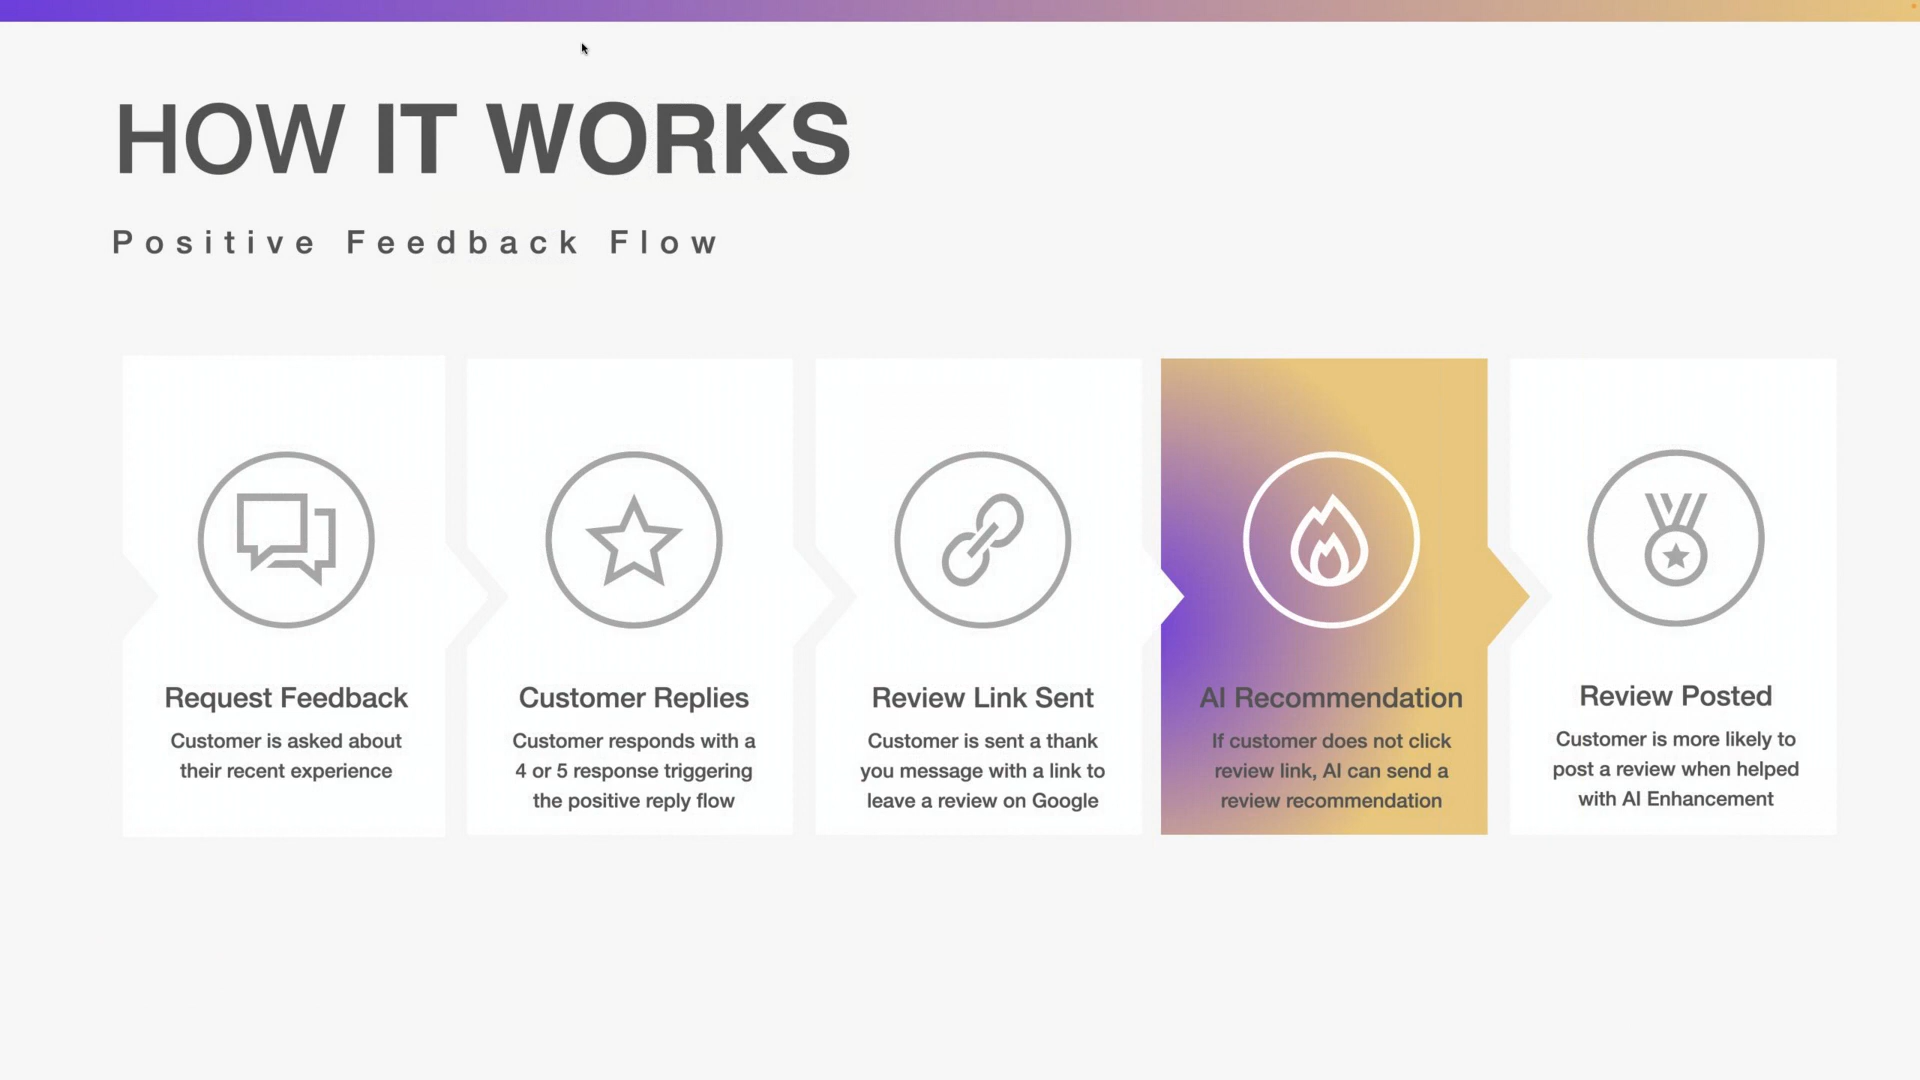 HOW IT WORKS
Positive Feedback Flow
Request Feedback
Customer is asked about
their recent experience
Customer Replies
Customer responds with a
4 or 5 response triggering
the positive reply flow
Review Link Sent
Customer is sent a thank
you message with a link to
leave a review on Google
AI Recommendation
If customer does not click
review link, AI can send a
review recommendation
Review Posted
Customer is more likely to
post a review when helped
with AI Enhancement